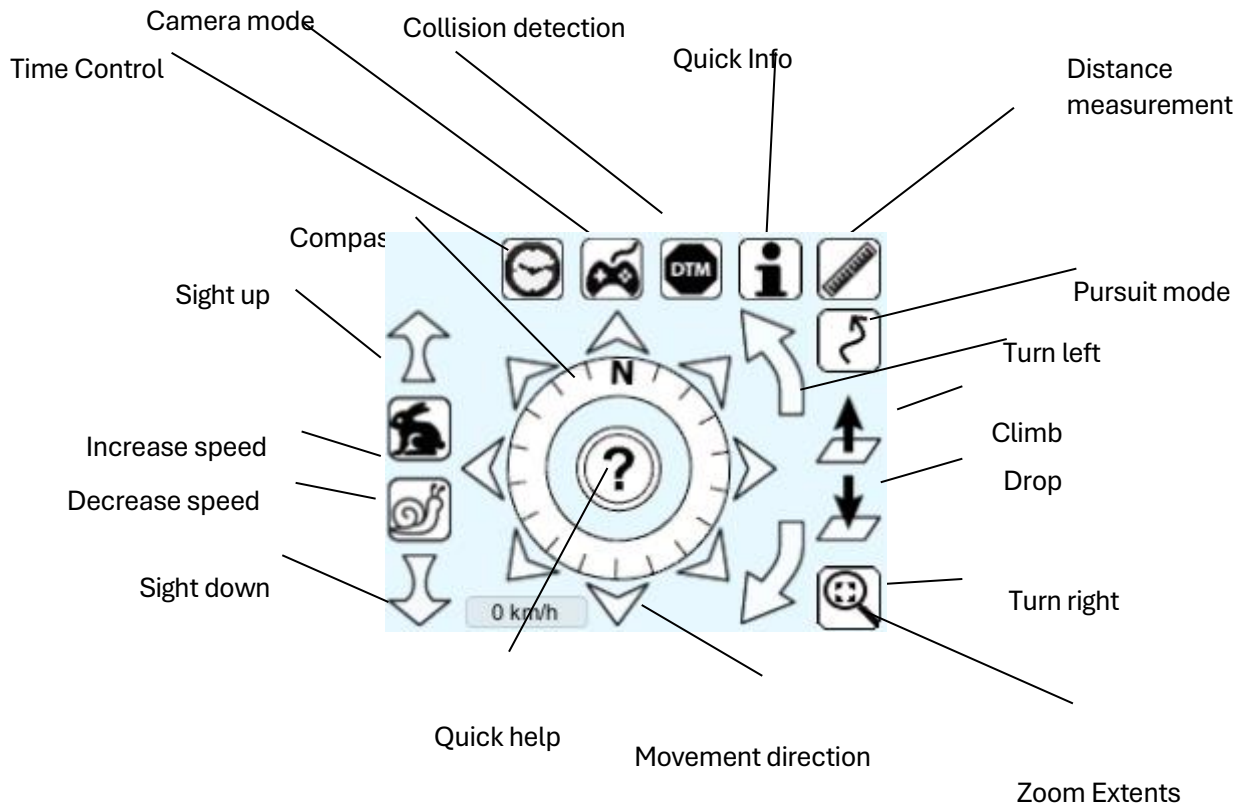 Camera mode
Collision detection
Time Control
Quick Info
Distance
measurement
Compas
DTM
Sight up
Pursuit mode
Turn left
N
Climb
Increase speed
?
Drop
Decrease speed
Sight down
0 km/h
Turn right
Quick help
Movement direction
Zoom Extents